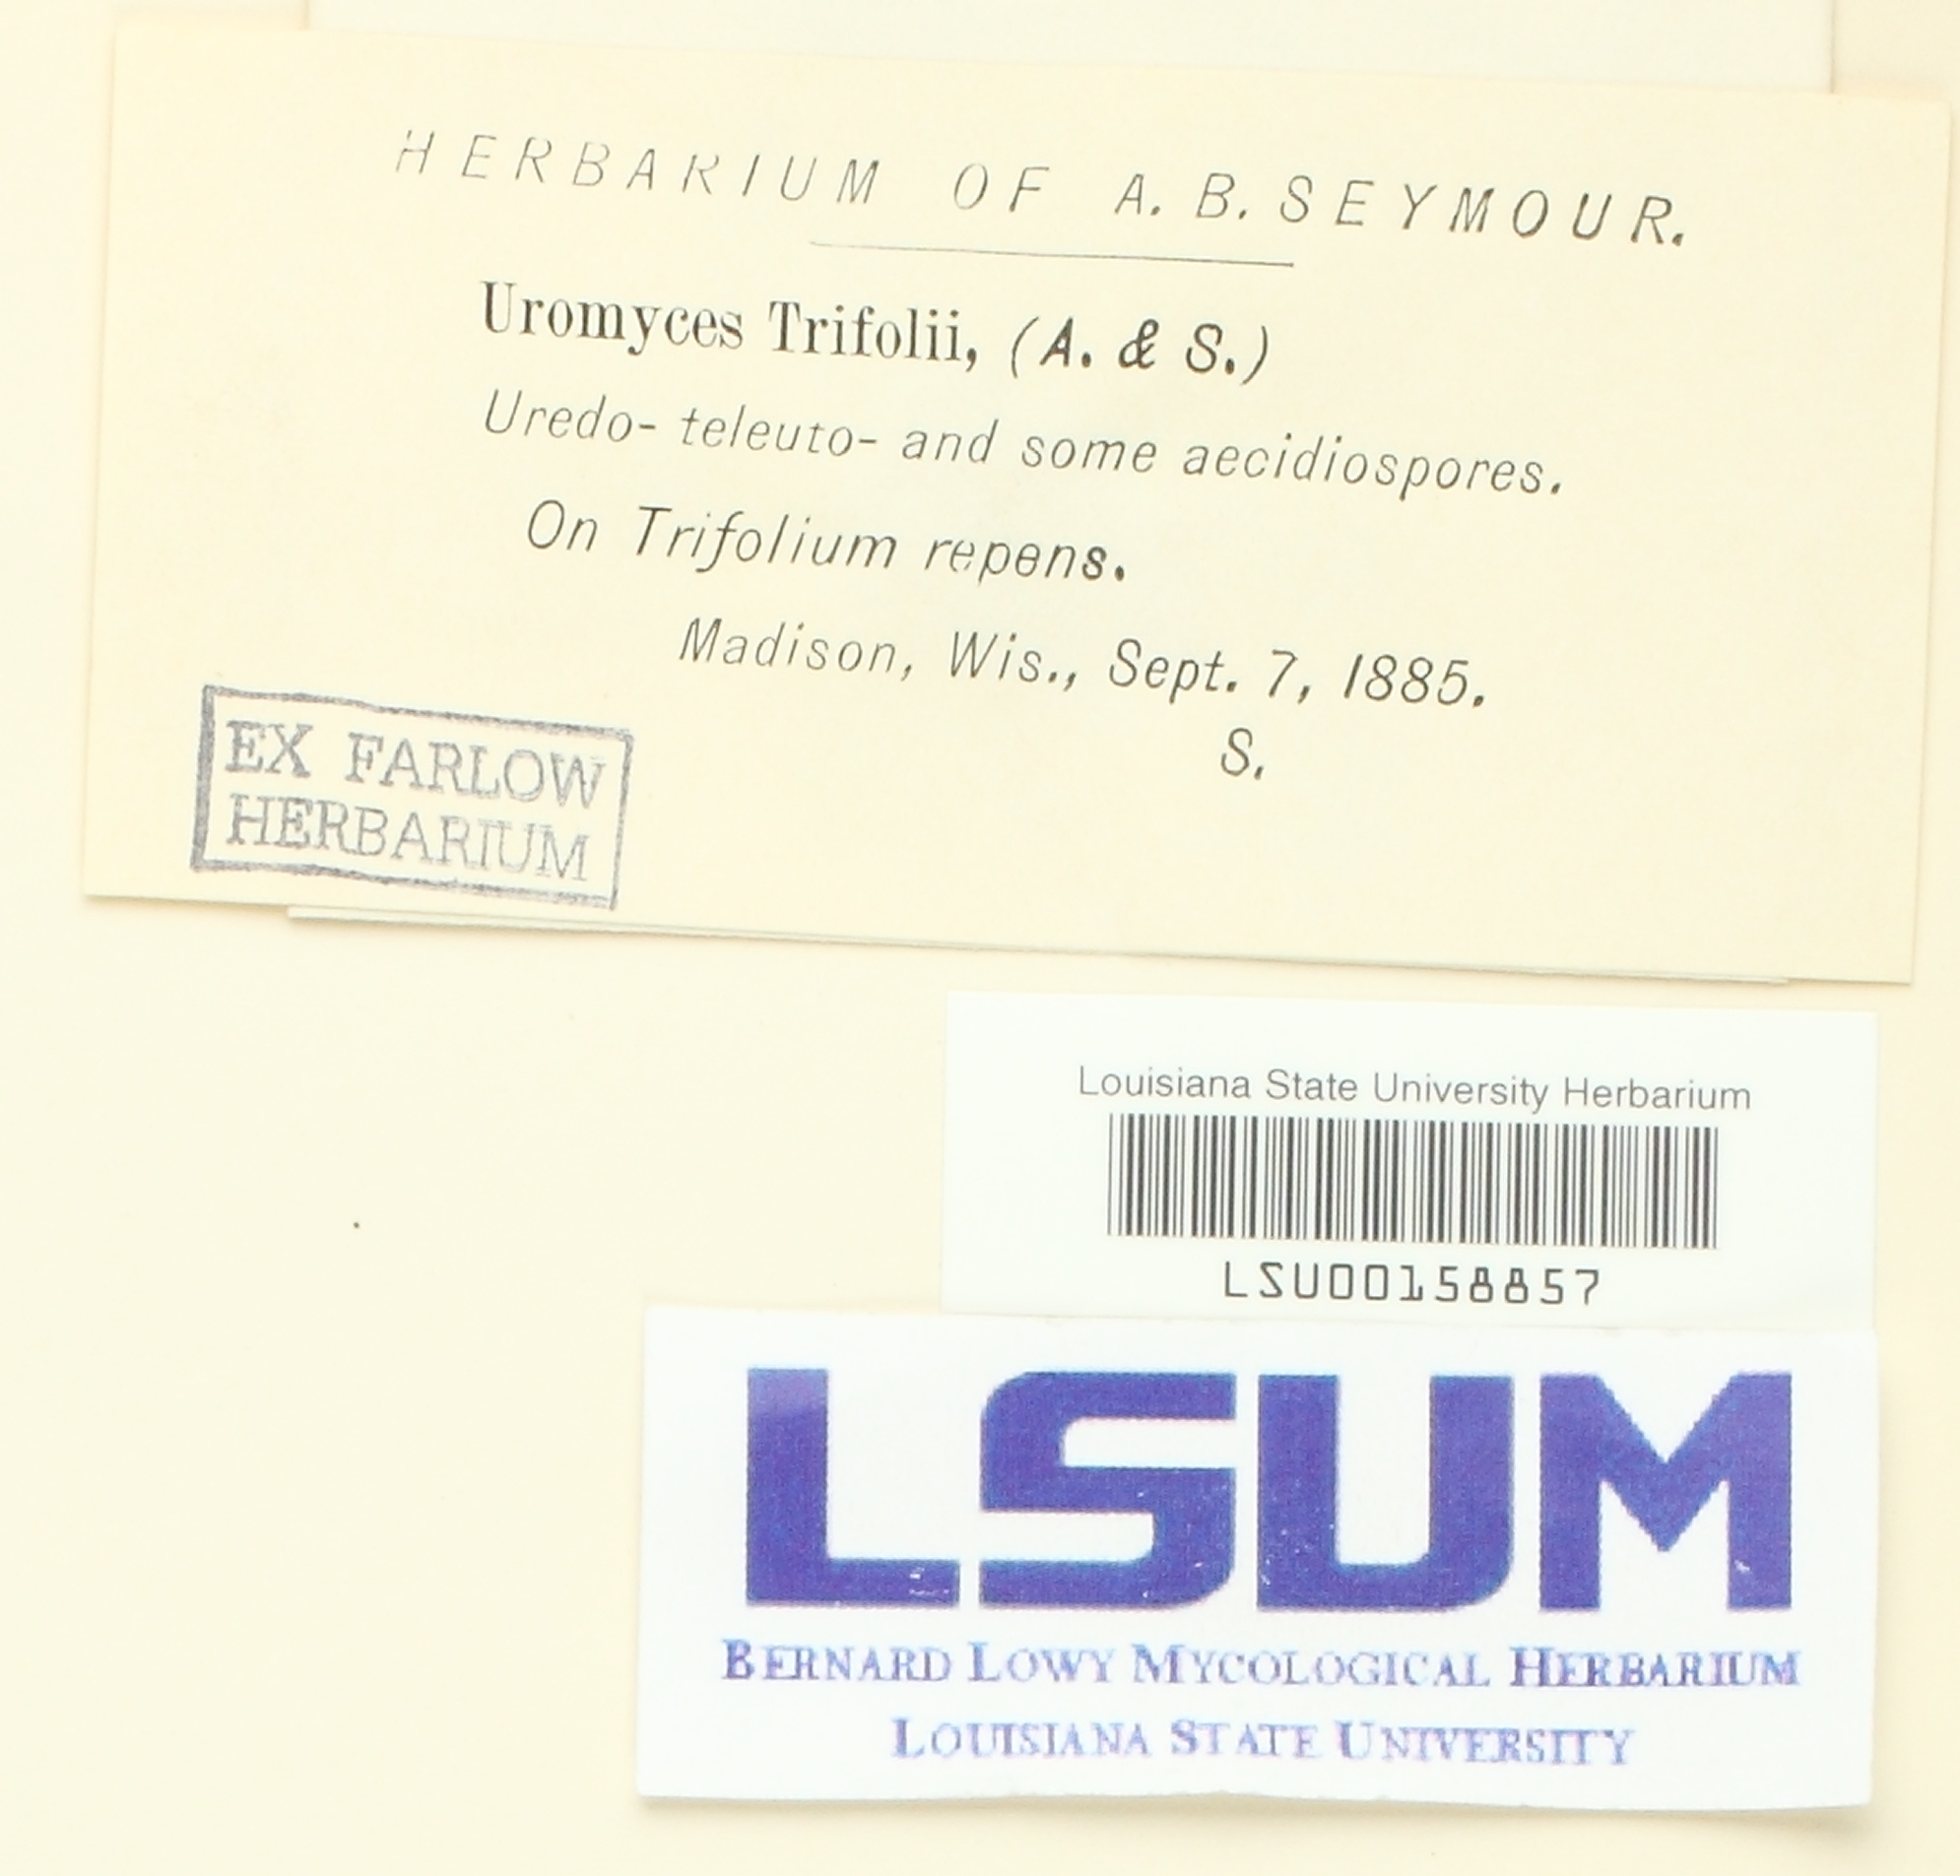 HERBARIUM OF A. B. SEYMOUR.
Uromyces Trifolii, (A. & S.)
Uredo- teleuto- and some aecidiospores.
On Trifolium repens.
Madison, Wis., Sept. 7, 1885.
S.
EX FARLOW
HERBARIUM
Louisiana State University Herbarium
LSU00158857
LSUM
BERNARD LOWY MYCOLOGICAL HERBARIUM
LOUISIANA STATE UNIVERSITY